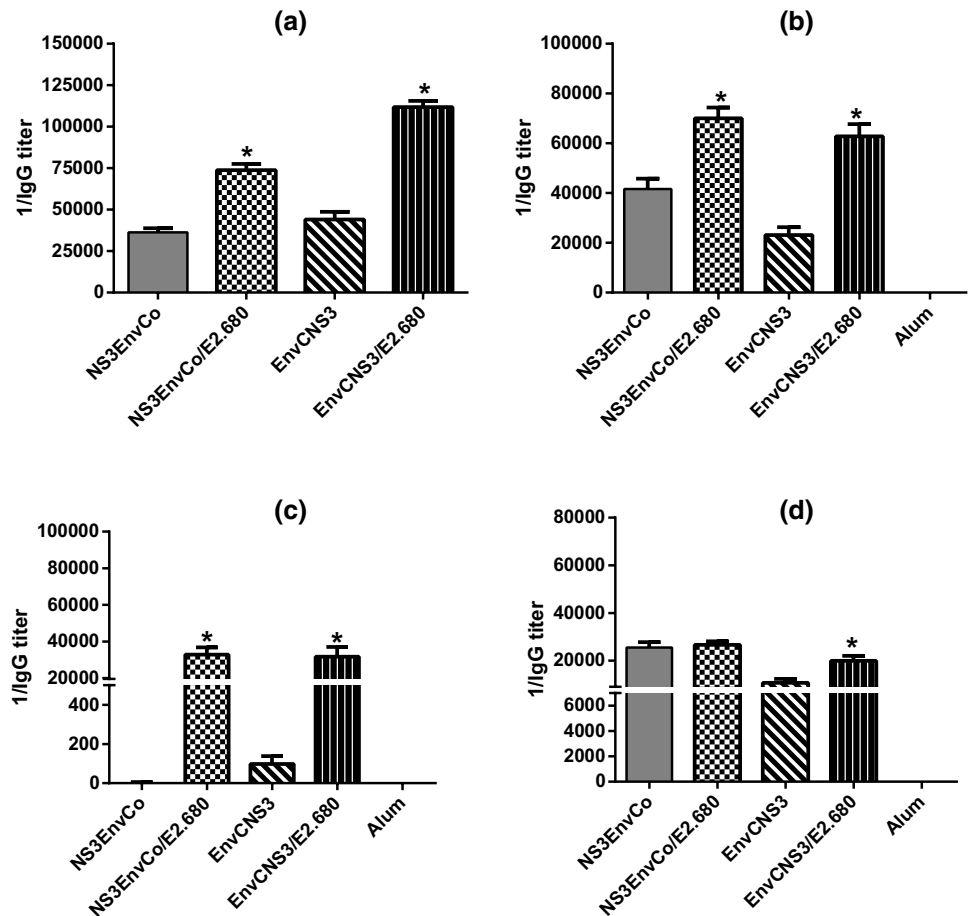 (a)
1/IgG titer
150000
125000
100000
75000
50000
25000
0
*
*
NS3EnvCo
NS3EnvCo/E2.680
EnvCNS3
EnvCNS3/E2.680
(b)
1/IgG titer
100000
80000
60000
40000
20000
0
*
*
NS3EnvCo
NS3EnvCo/E2.680
EnvCNS3
EnvCNS3/E2.680
Alum
(c)
1/IgG titer
100000
80000
60000
40000
20000
400
200
0
*
*
NS3EnvCo
NS3EnvCo/E2.680
EnvCNS3
EnvCNS3/E2.680
Alum
(d)
1/IgG titer
80000
60000
40000
20000
6000
4000
2000
0
*
NS3EnvCo
NS3EnvCo/E2.680
EnvCNS3
EnvCNS3/E2.680
Alum